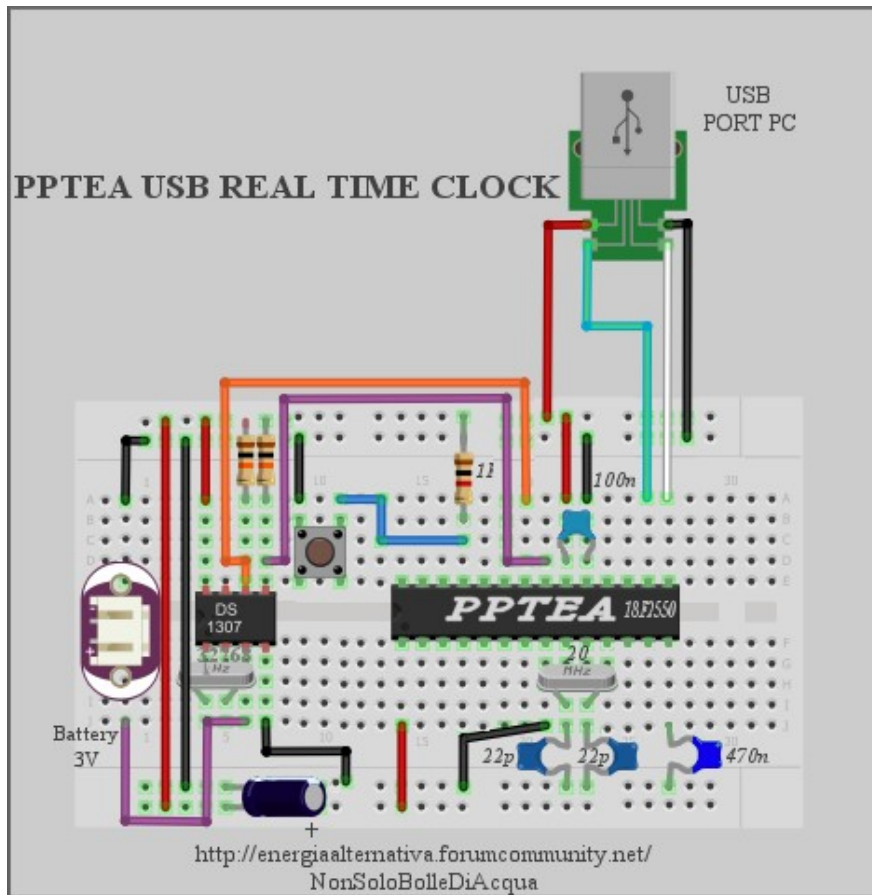 USB
PORT PC
PPTEA USB REAL TIME CLOCK
100n
DS
1307
PPTEA 18F2550
20
MHz
Battery
3V
22p
22p
470n
+
http://energiaalternativa.forumcommunity.net/
NonSoloBolleDiAcqua